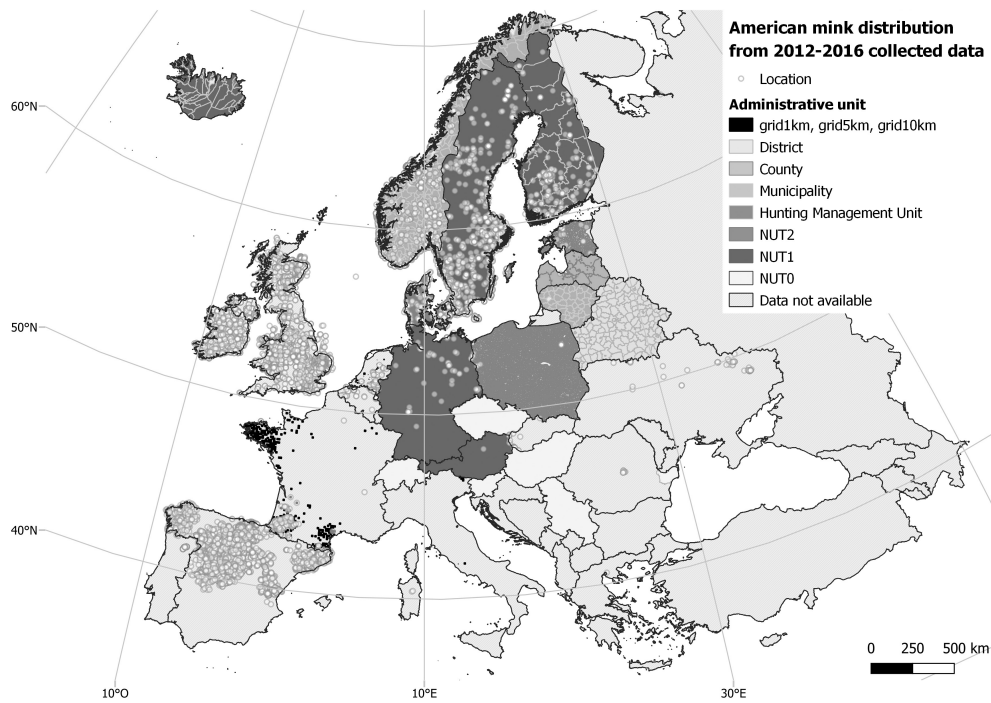 American mink distribution
from 2012-2016 collected data
Location
Administrative unit
grid1km, grid5km, grid10km
District
County
Municipality
Hunting Management Unit
NUT2
NUT1
NUT0
Data not available
60°N
50°N
40°N
0 250 500 km
10°O 10°E 30°E